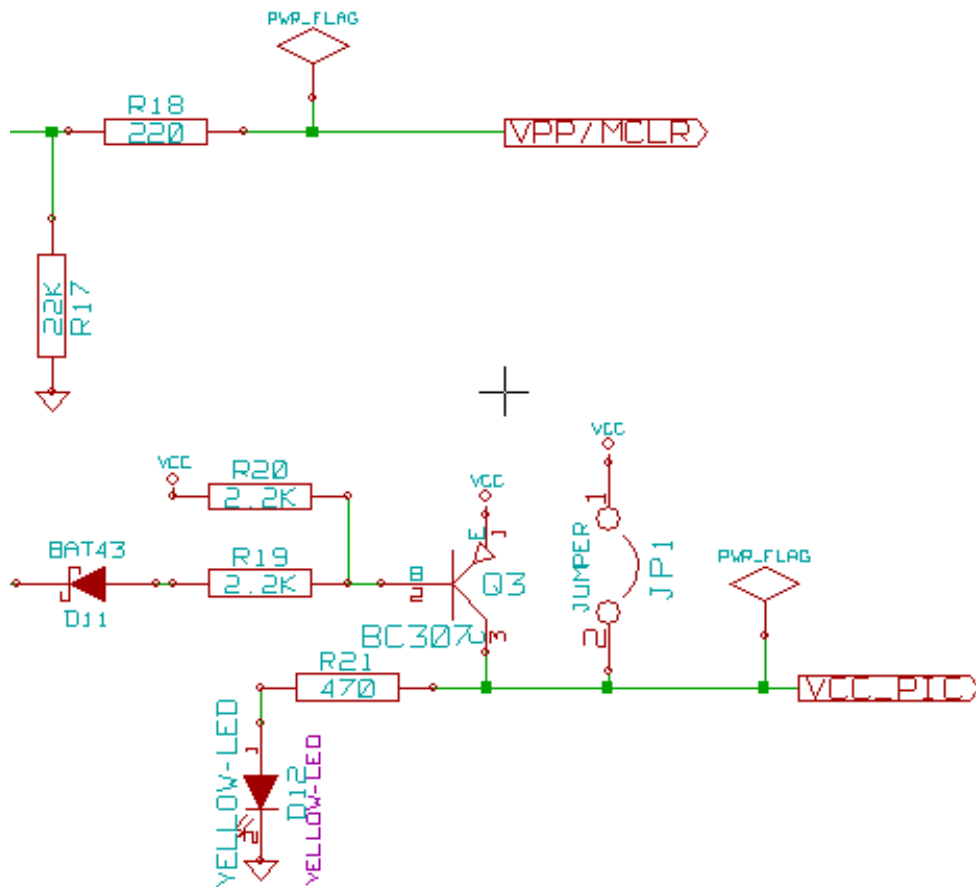 PWR_FLAG
R18
220
VPP/MCLR
22K
R17
VCC
R20
2.2K
VCC
E
1
VCC
1
JUMPER
JP1
2
BAT43
D11
R19
2.2K
B
2
Q3
BC307
C
3
PWR_FLAG
R21
470
VCC_PIC
YELLOW-LED
1
D12
2
YELLOW-LED